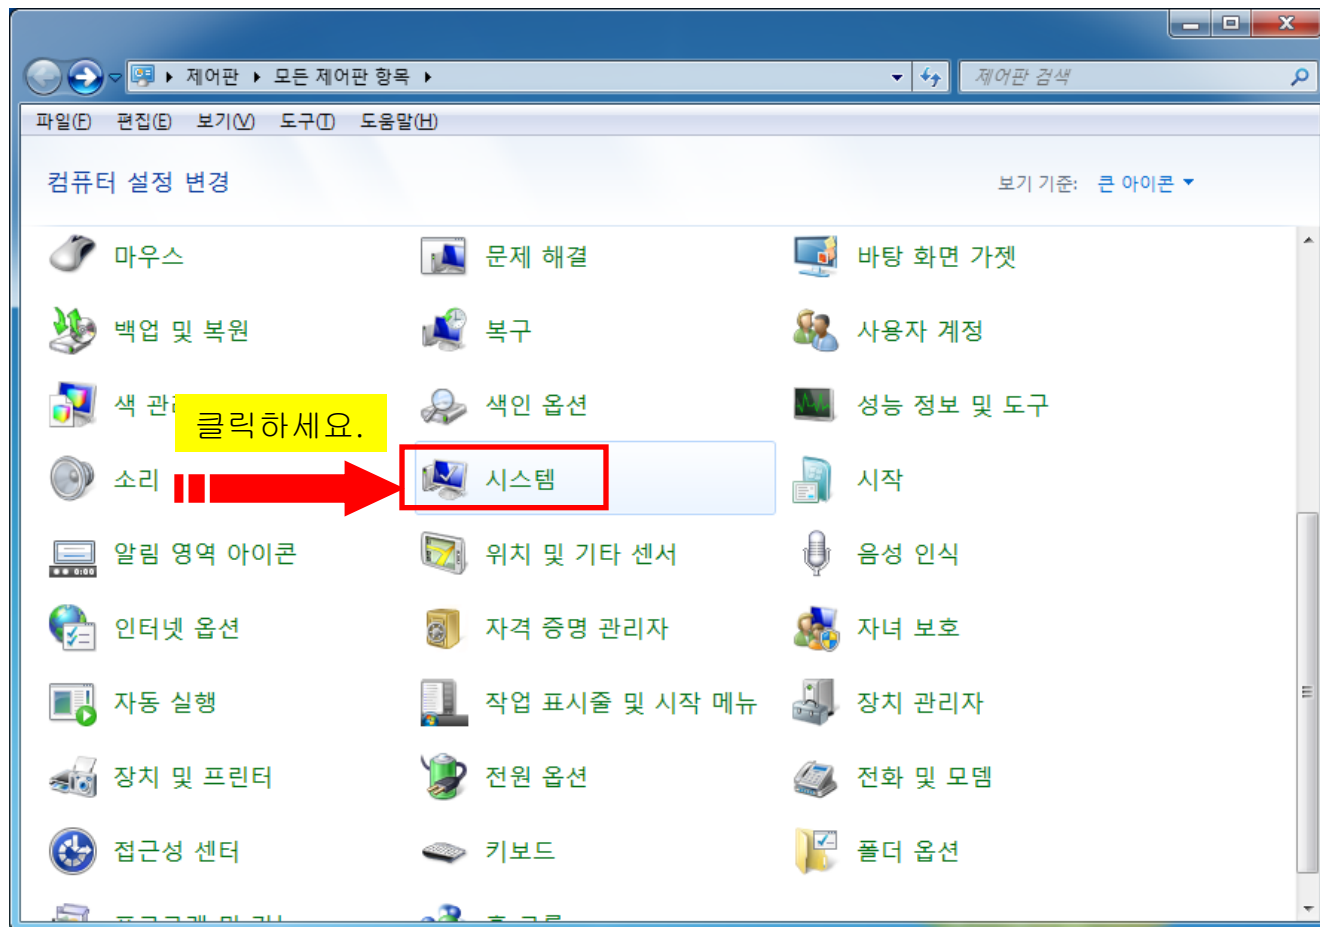 제어판 ▸ 모든 제어판 항목 ▸
제어판 검색
파일(F) 편집(E) 보기(V) 도구(T) 도움말(H)
컴퓨터 설정 변경
보기 기준: 큰 아이콘
마우스 문제 해결 바탕 화면 가젯
백업 및 복원 복구 사용자 계정
색 색인 옵션 성능 정보 및 도구
클릭하세요.
소리 시스템 시작
알림 영역 아이콘 위치 및 기타 센서 음성 인식
인터넷 옵션 자격 증명 관리자 자녀 보호
자동 실행 작업 표시줄 및 시작 메뉴 장치 관리자
장치 및 프린터 전원 옵션 전화 및 모뎀
접근성 센터 키보드 폴더 옵션